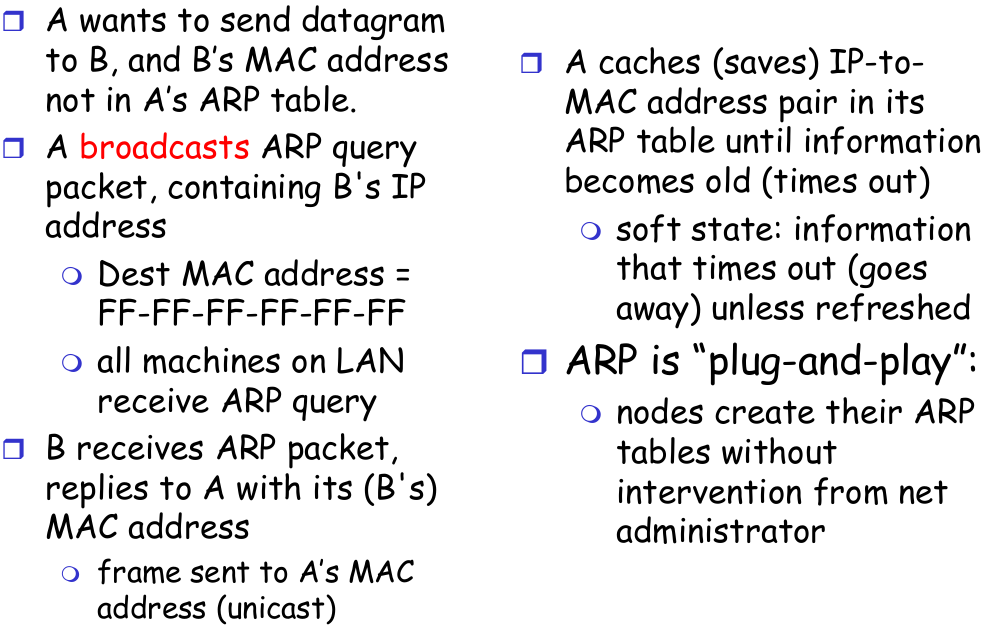 A wants to send datagram
to B, and B’s MAC address
not in A’s ARP table.
A broadcasts ARP query
packet, containing B's IP
address
Dest MAC address =
FF-FF-FF-FF-FF-FF
all machines on LAN
receive ARP query
B receives ARP packet,
replies to A with its (B's)
MAC address
frame sent to A’s MAC
address (unicast)
A caches (saves) IP-to-
MAC address pair in its
ARP table until information
becomes old (times out)
soft state: information
that times out (goes
away) unless refreshed
ARP is “plug-and-play”:
nodes create their ARP
tables without
intervention from net
administrator